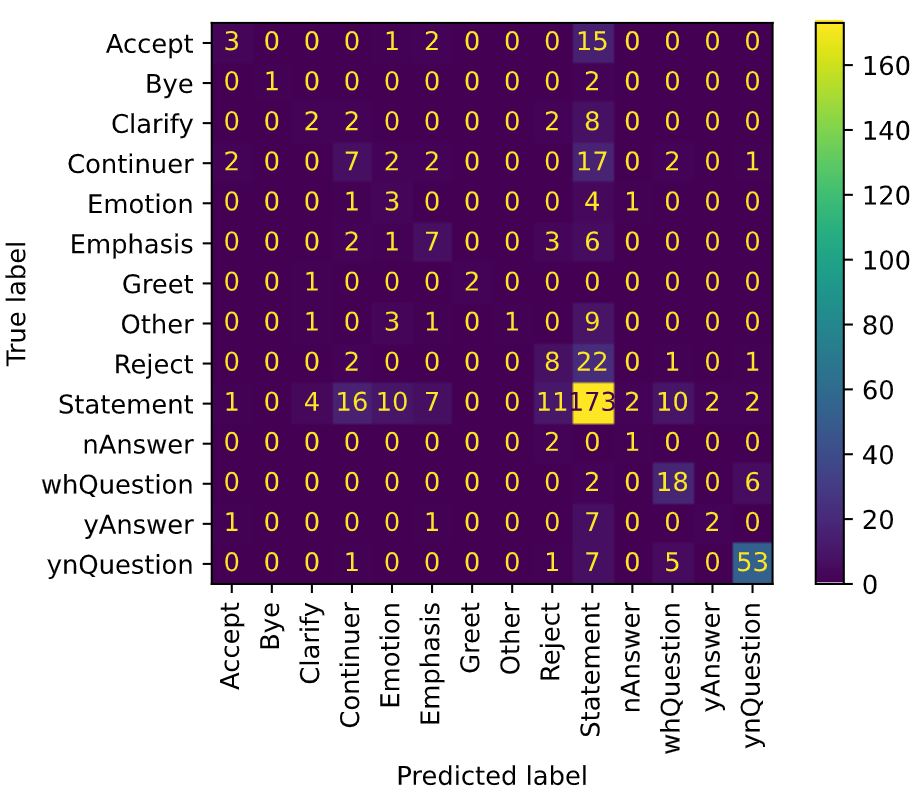 Accept 3 0 0 0 1 2 0 0 0 15 0 0 0 0
Bye 0 1 0 0 0 0 0 0 0 2 0 0 0 0
Clarify 0 0 2 2 0 0 0 0 2 8 0 0 0 0
Continuer 2 0 0 7 2 2 0 0 0 17 0 2 0 1
Emotion 0 0 0 1 3 0 0 0 0 4 1 0 0 0
Emphasis 0 0 0 2 1 7 0 0 3 6 0 0 0 0
Greet 0 0 1 0 0 0 2 0 0 0 0 0 0 0
Other 0 0 1 0 3 1 0 1 0 9 0 0 0 0
Reject 0 0 0 2 0 0 0 0 8 22 0 1 0 1
Statement 1 0 4 16 10 7 0 0 11 173 2 10 2 2
nAnswer 0 0 0 0 0 0 0 0 2 0 1 0 0 0
whQuestion 0 0 0 0 0 0 0 0 0 2 0 18 0 6
yAnswer 1 0 0 0 0 1 0 0 0 7 0 0 2 0
ynQuestion 0 0 0 1 0 0 0 0 1 7 0 5 0 53
True label
Accept
Bye
Clarify
Continuer
Emotion
Emphasis
Greet
Other
Reject
Statement
nAnswer
whQuestion
yAnswer
ynQuestion
Predicted label
160
140
120
100
80
60
40
20
0